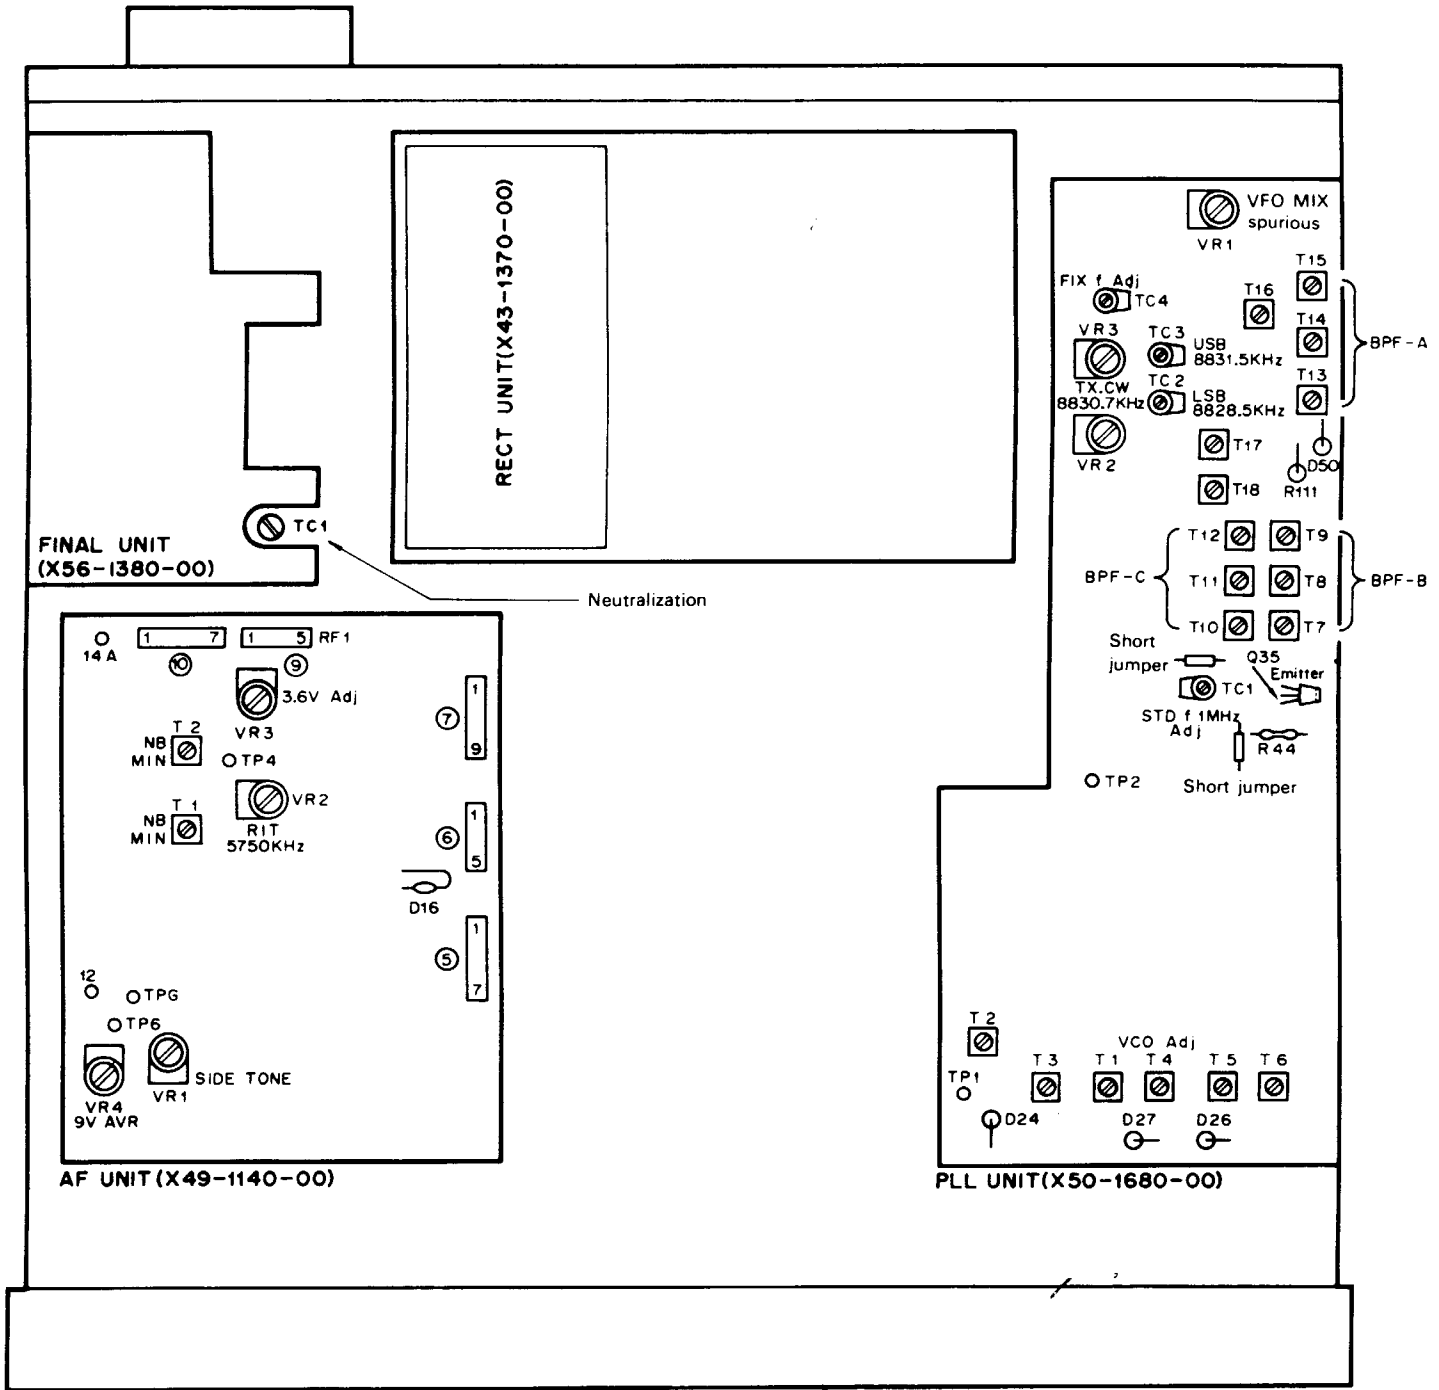 RECT UNIT(X43-1370-00)
TC1
FINAL UNIT
(X56-1380-00)
Neutralization
VFO MIX
spurious
VR1
T15
FIX f Adj
TC4
T16
T14
VR3
TC3
USB
8831.5KHz
BPF-A
TX.CW
8830.7KHz
TC2
LSB
8828.5KHz
T13
VR2
T17
D50
T18
R111
T12
T9
BPF-C
T11
T8
BPF-B
T10
T7
Short
jumper
Q35
Emitter
TC1
STD f 1MHz
Adj
R44
TP2
Short jumper
T2
VCO Adj
T3
T1
T4
T5
T6
TP1
D24
D27
D26
PLL UNIT(X50-1680-00)
14A
1 7
1 5
RF1
10
9
3.6V Adj
VR3
1
7
9
T2
NB
MIN
TP4
VR2
T1
NB
MIN
RIT
5750KHz
1
6
5
D16
1
5
7
12
TPG
TP6
SIDE TONE
VR4
9V AVR
VR1
AF UNIT(X49-1140-00)